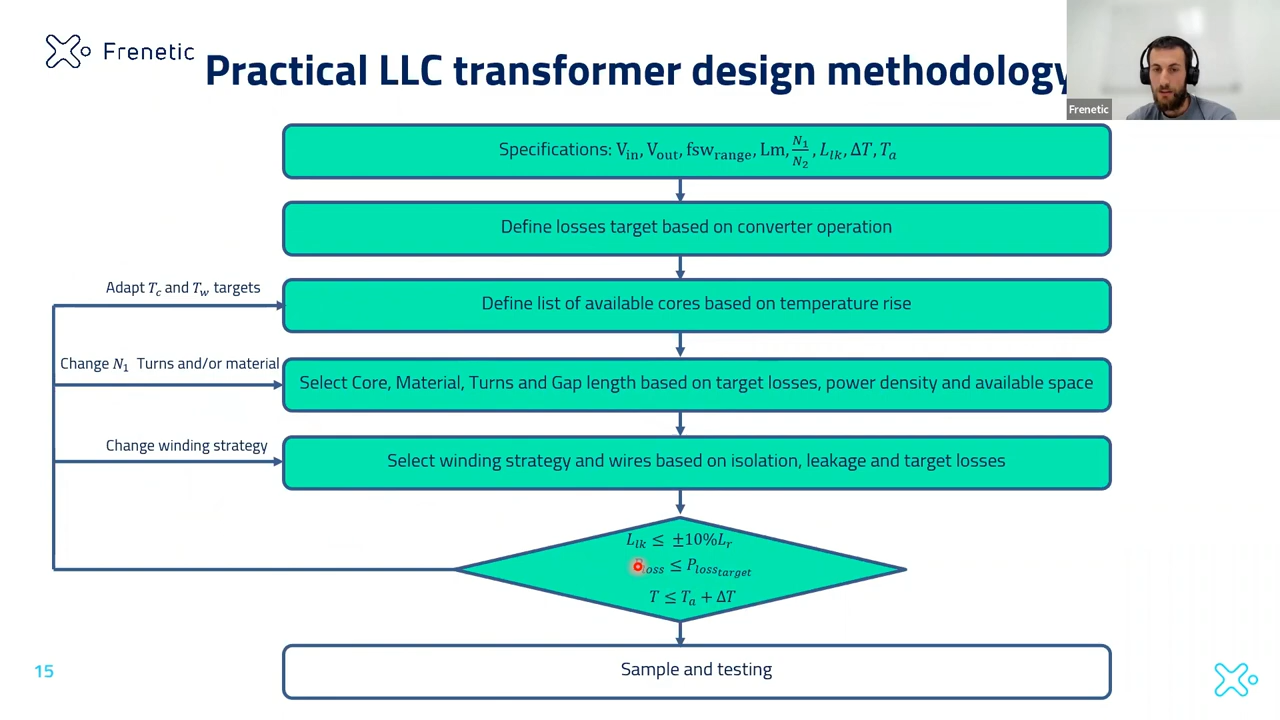 Frenetic
Practical LLC transformer design methodology
Frenetic
Specifications: V_in, V_out, fsw_range, Lm, N_1/N_2, L_lk, ΔT, T_a
Define losses target based on converter operation
Adapt T_c and T_w targets
Define list of available cores based on temperature rise
Change N_1 Turns and/or material
Select Core, Material, Turns and Gap length based on target losses, power density and available space
Change winding strategy
Select winding strategy and wires based on isolation, leakage and target losses
L_lk ≤ ±10%L_r
P_loss ≤ P_loss_target
T ≤ T_a + ΔT
Sample and testing
15